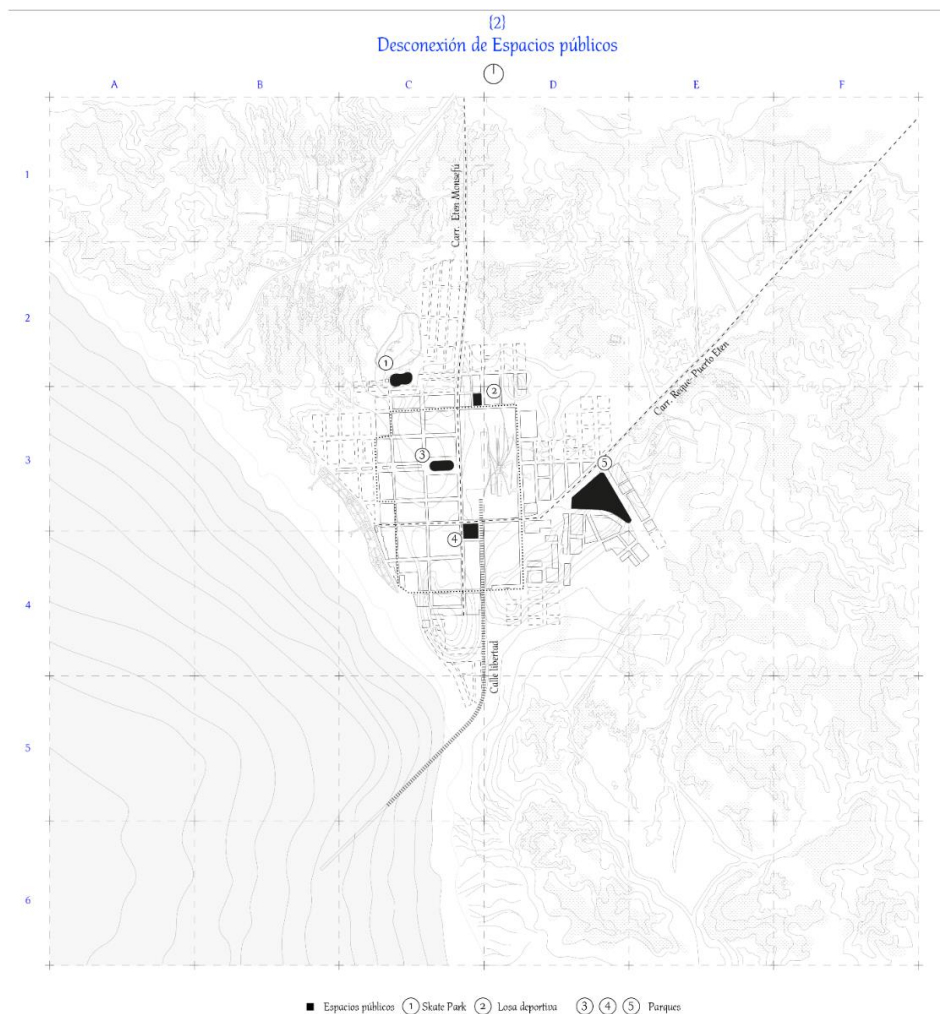 {2}
Desconexión de Espacios públicos
A B C D E F
1
Carr. Eten Monsefú
2
Carr. Reque- Puerto Eten
1
2
3
3
5
4
4
Calle libertad
5
6
Espacios públicos 1 Skate Park 2 Losa deportiva 3 4 5 Parques